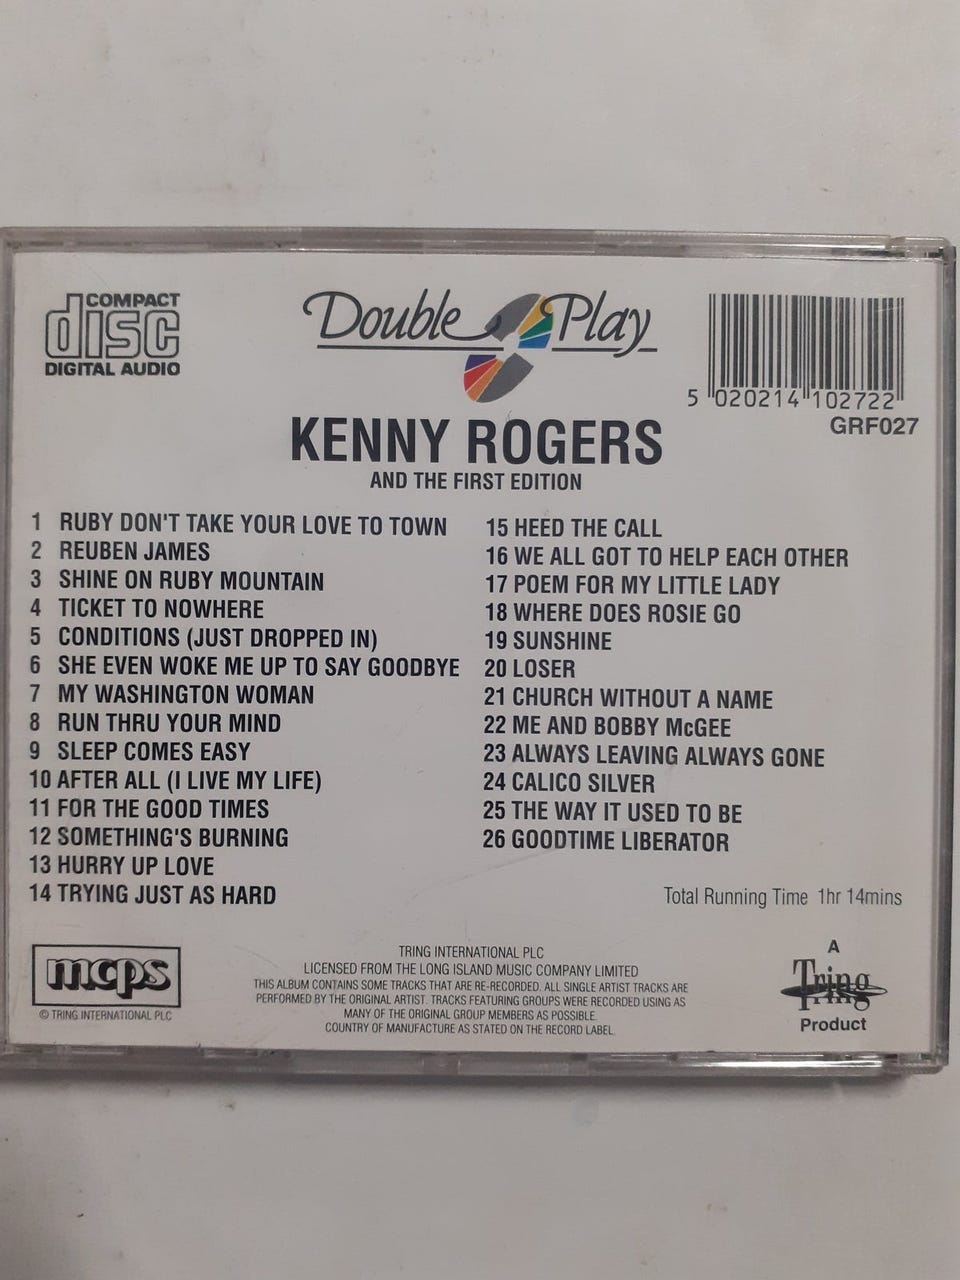 COMPACT
disc
DIGITAL AUDIO
Double Play
5 020214 102722
GRF027
KENNY ROGERS
AND THE FIRST EDITION
1 RUBY DON'T TAKE YOUR LOVE TO TOWN
2 REUBEN JAMES
3 SHINE ON RUBY MOUNTAIN
4 TICKET TO NOWHERE
5 CONDITIONS (JUST DROPPED IN)
6 SHE EVEN WOKE ME UP TO SAY GOODBYE
7 MY WASHINGTON WOMAN
8 RUN THRU YOUR MIND
9 SLEEP COMES EASY
10 AFTER ALL (I LIVE MY LIFE)
11 FOR THE GOOD TIMES
12 SOMETHING'S BURNING
13 HURRY UP LOVE
14 TRYING JUST AS HARD
15 HEED THE CALL
16 WE ALL GOT TO HELP EACH OTHER
17 POEM FOR MY LITTLE LADY
18 WHERE DOES ROSIE GO
19 SUNSHINE
20 LOSER
21 CHURCH WITHOUT A NAME
22 ME AND BOBBY McGEE
23 ALWAYS LEAVING ALWAYS GONE
24 CALICO SILVER
25 THE WAY IT USED TO BE
26 GOODTIME LIBERATOR
Total Running Time 1hr 14mins
mcps
© TRING INTERNATIONAL PLC
TRING INTERNATIONAL PLC
LICENSED FROM THE LONG ISLAND MUSIC COMPANY LIMITED
THIS ALBUM CONTAINS SOME TRACKS THAT ARE RE-RECORDED. ALL SINGLE ARTIST TRACKS ARE
PERFORMED BY THE ORIGINAL ARTIST. TRACKS FEATURING GROUPS WERE RECORDED USING AS
MANY OF THE ORIGINAL GROUP MEMBERS AS POSSIBLE.
COUNTRY OF MANUFACTURE AS STATED ON THE RECORD LABEL.
A
Tring
Product